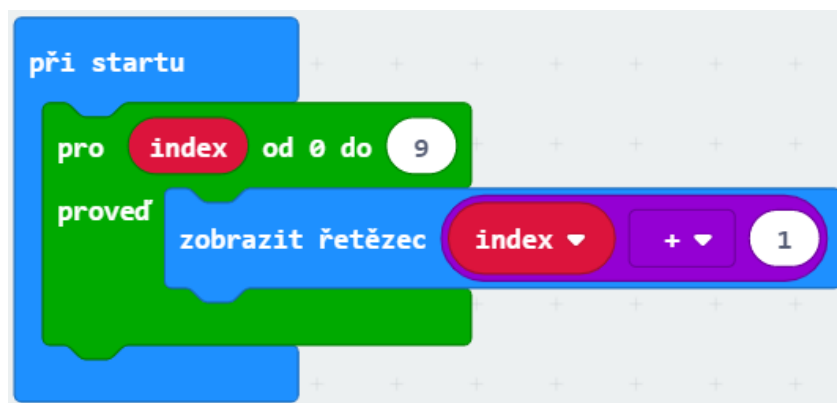 při startu
pro index od 0 do 9
proveď
zobrazit řetězec index + 1